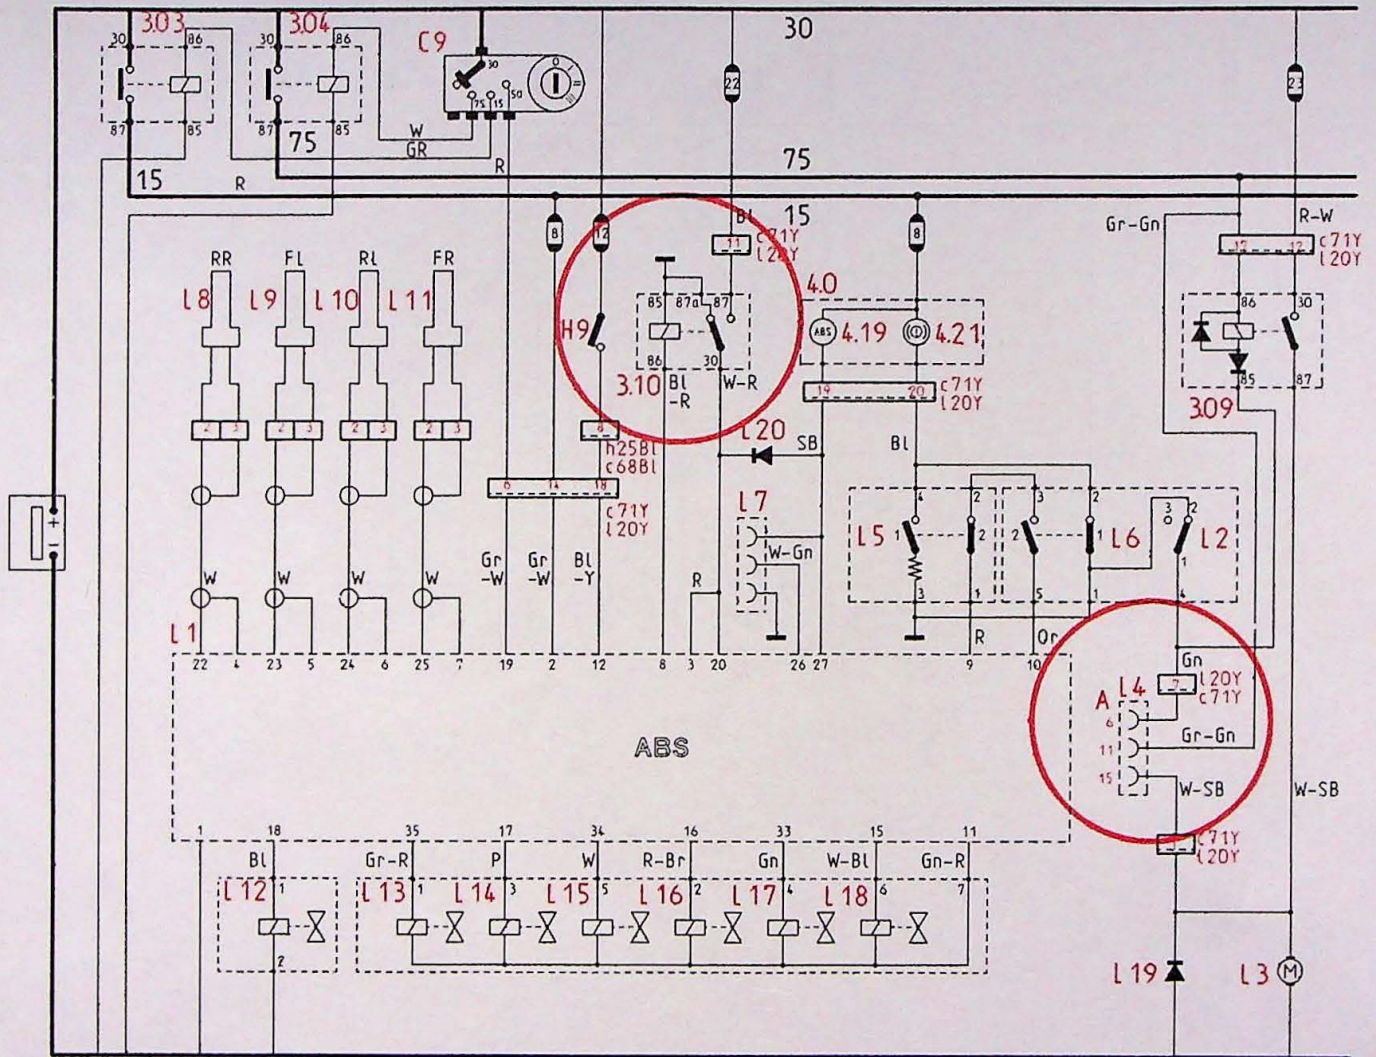 30
3.03 3.04 C9
30 86 30 86
30 0 I II III
22 23
75 15 50
87 85 87 85
75 W
GR
R
75
15 R
15
8 12 Bl 8
11 c71Y
l20Y
Gr-Gn R-W
17 12 c71Y
l20Y
RR Fl Rl FR
L8 L9 L10 L11
4.0
85 87a 87
86 30
H9 ABS 4.19 4.21
86 30
3.10 Bl
-R W-R
85 87
3.09
19 20 c71Y
l20Y
2 3 2 3 2 3 2 3
8
h25Bl
c68Bl
L20 SB Bl
6 14 18
c71Y
l20Y
L7
4 2 3 2 3 2
L5 1 2 2 1 L6 L2
+
−
W-Gn
Gr
-W Gr
-W Bl
-Y
W W W W
R
1
3 1 5 1 4
L1 R Or
22 4 23 5 24 6 25 7 19 2 12 8 3 20 26 27 9 10
Gn
7 l20Y
c71Y
A L4
6
11 Gr-Gn
15
ABS
W-SB W-SB
1 18 35 17 34 16 33 15 11
c71Y
l20Y
Bl Gr-R P W R-Br Gn W-Bl Gn-R
L12 1 L13 1 L14 3 L15 5 L16 2 L17 4 L18 6 7
2
L19 L3 M